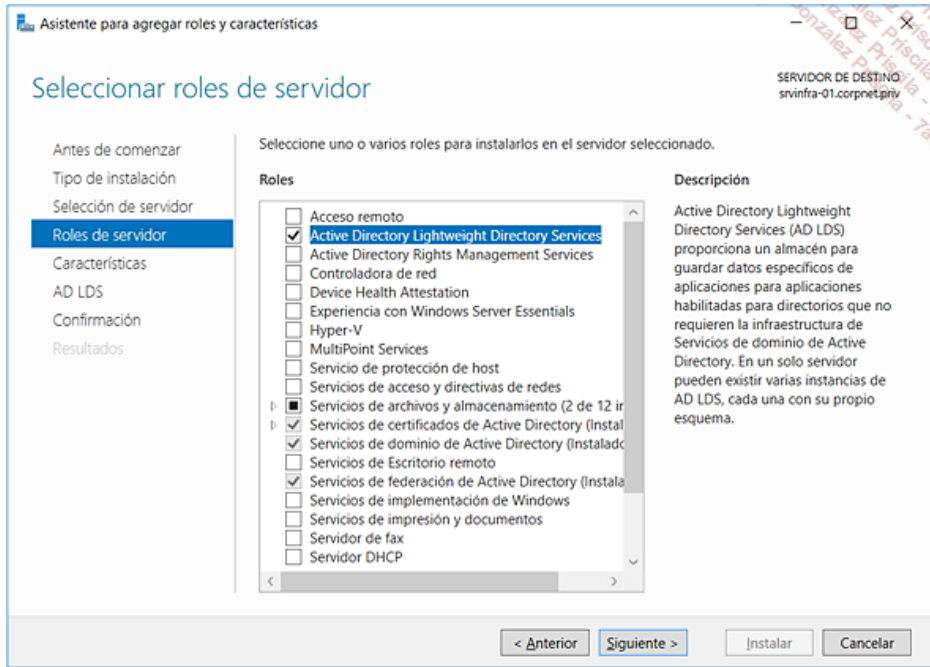 Asistente para agregar roles y características
Seleccionar roles de servidor
SERVIDOR DE DESTINO
srvinfra-01.corpnet.priv
Antes de comenzar
Tipo de instalación
Selección de servidor
Roles de servidor
Características
AD LDS
Confirmación
Resultados
Seleccione uno o varios roles para instalarlos en el servidor seleccionado.
Roles
Acceso remoto
Active Directory Lightweight Directory Services
Active Directory Rights Management Services
Controladora de red
Device Health Attestation
Experiencia con Windows Server Essentials
Hyper-V
MultiPoint Services
Servicio de protección de host
Servicios de acceso y directivas de redes
Servicios de archivos y almacenamiento (2 de 12 in
Servicios de certificados de Active Directory (Instal
Servicios de dominio de Active Directory (Instalado
Servicios de Escritorio remoto
Servicios de federación de Active Directory (Instala
Servicios de implementación de Windows
Servicios de impresión y documentos
Servidor de fax
Servidor DHCP
Descripción
Active Directory Lightweight
Directory Services (AD LDS)
proporciona un almacén para
guardar datos específicos de
aplicaciones para aplicaciones
habilitadas para directorios que no
requieren la infraestructura de
Servicios de dominio de Active
Directory. En un solo servidor
pueden existir varias instancias de
AD LDS, cada una con su propio
esquema.
< Anterior
Siguiente >
Instalar
Cancelar